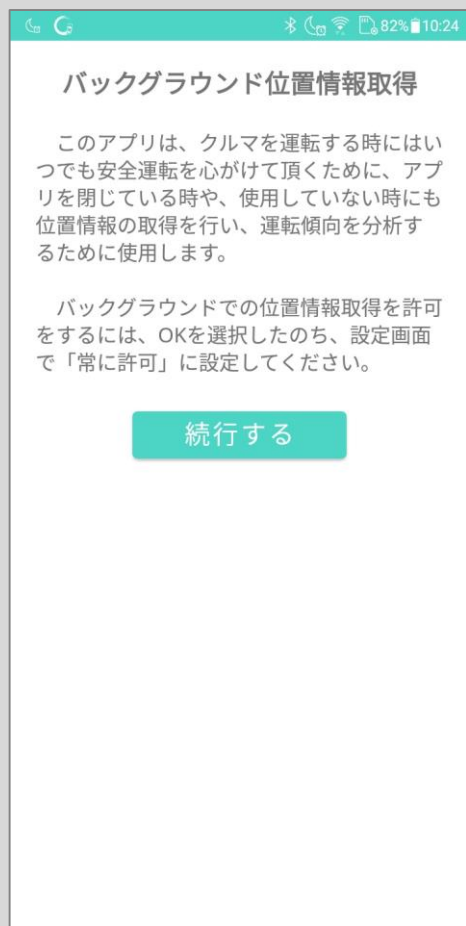 82% 10:24
バックグラウンド位置情報取得
このアプリは、クルマを運転する時にはい
つでも安全運転を心がけて頂くために、アプ
リを閉じている時や、使用していない時にも
位置情報の取得を行い、運転傾向を分析す
るために使用します。
バックグラウンドでの位置情報取得を許可
をするには、OKを選択したのち、設定画面
で「常に許可」に設定してください。
続行する